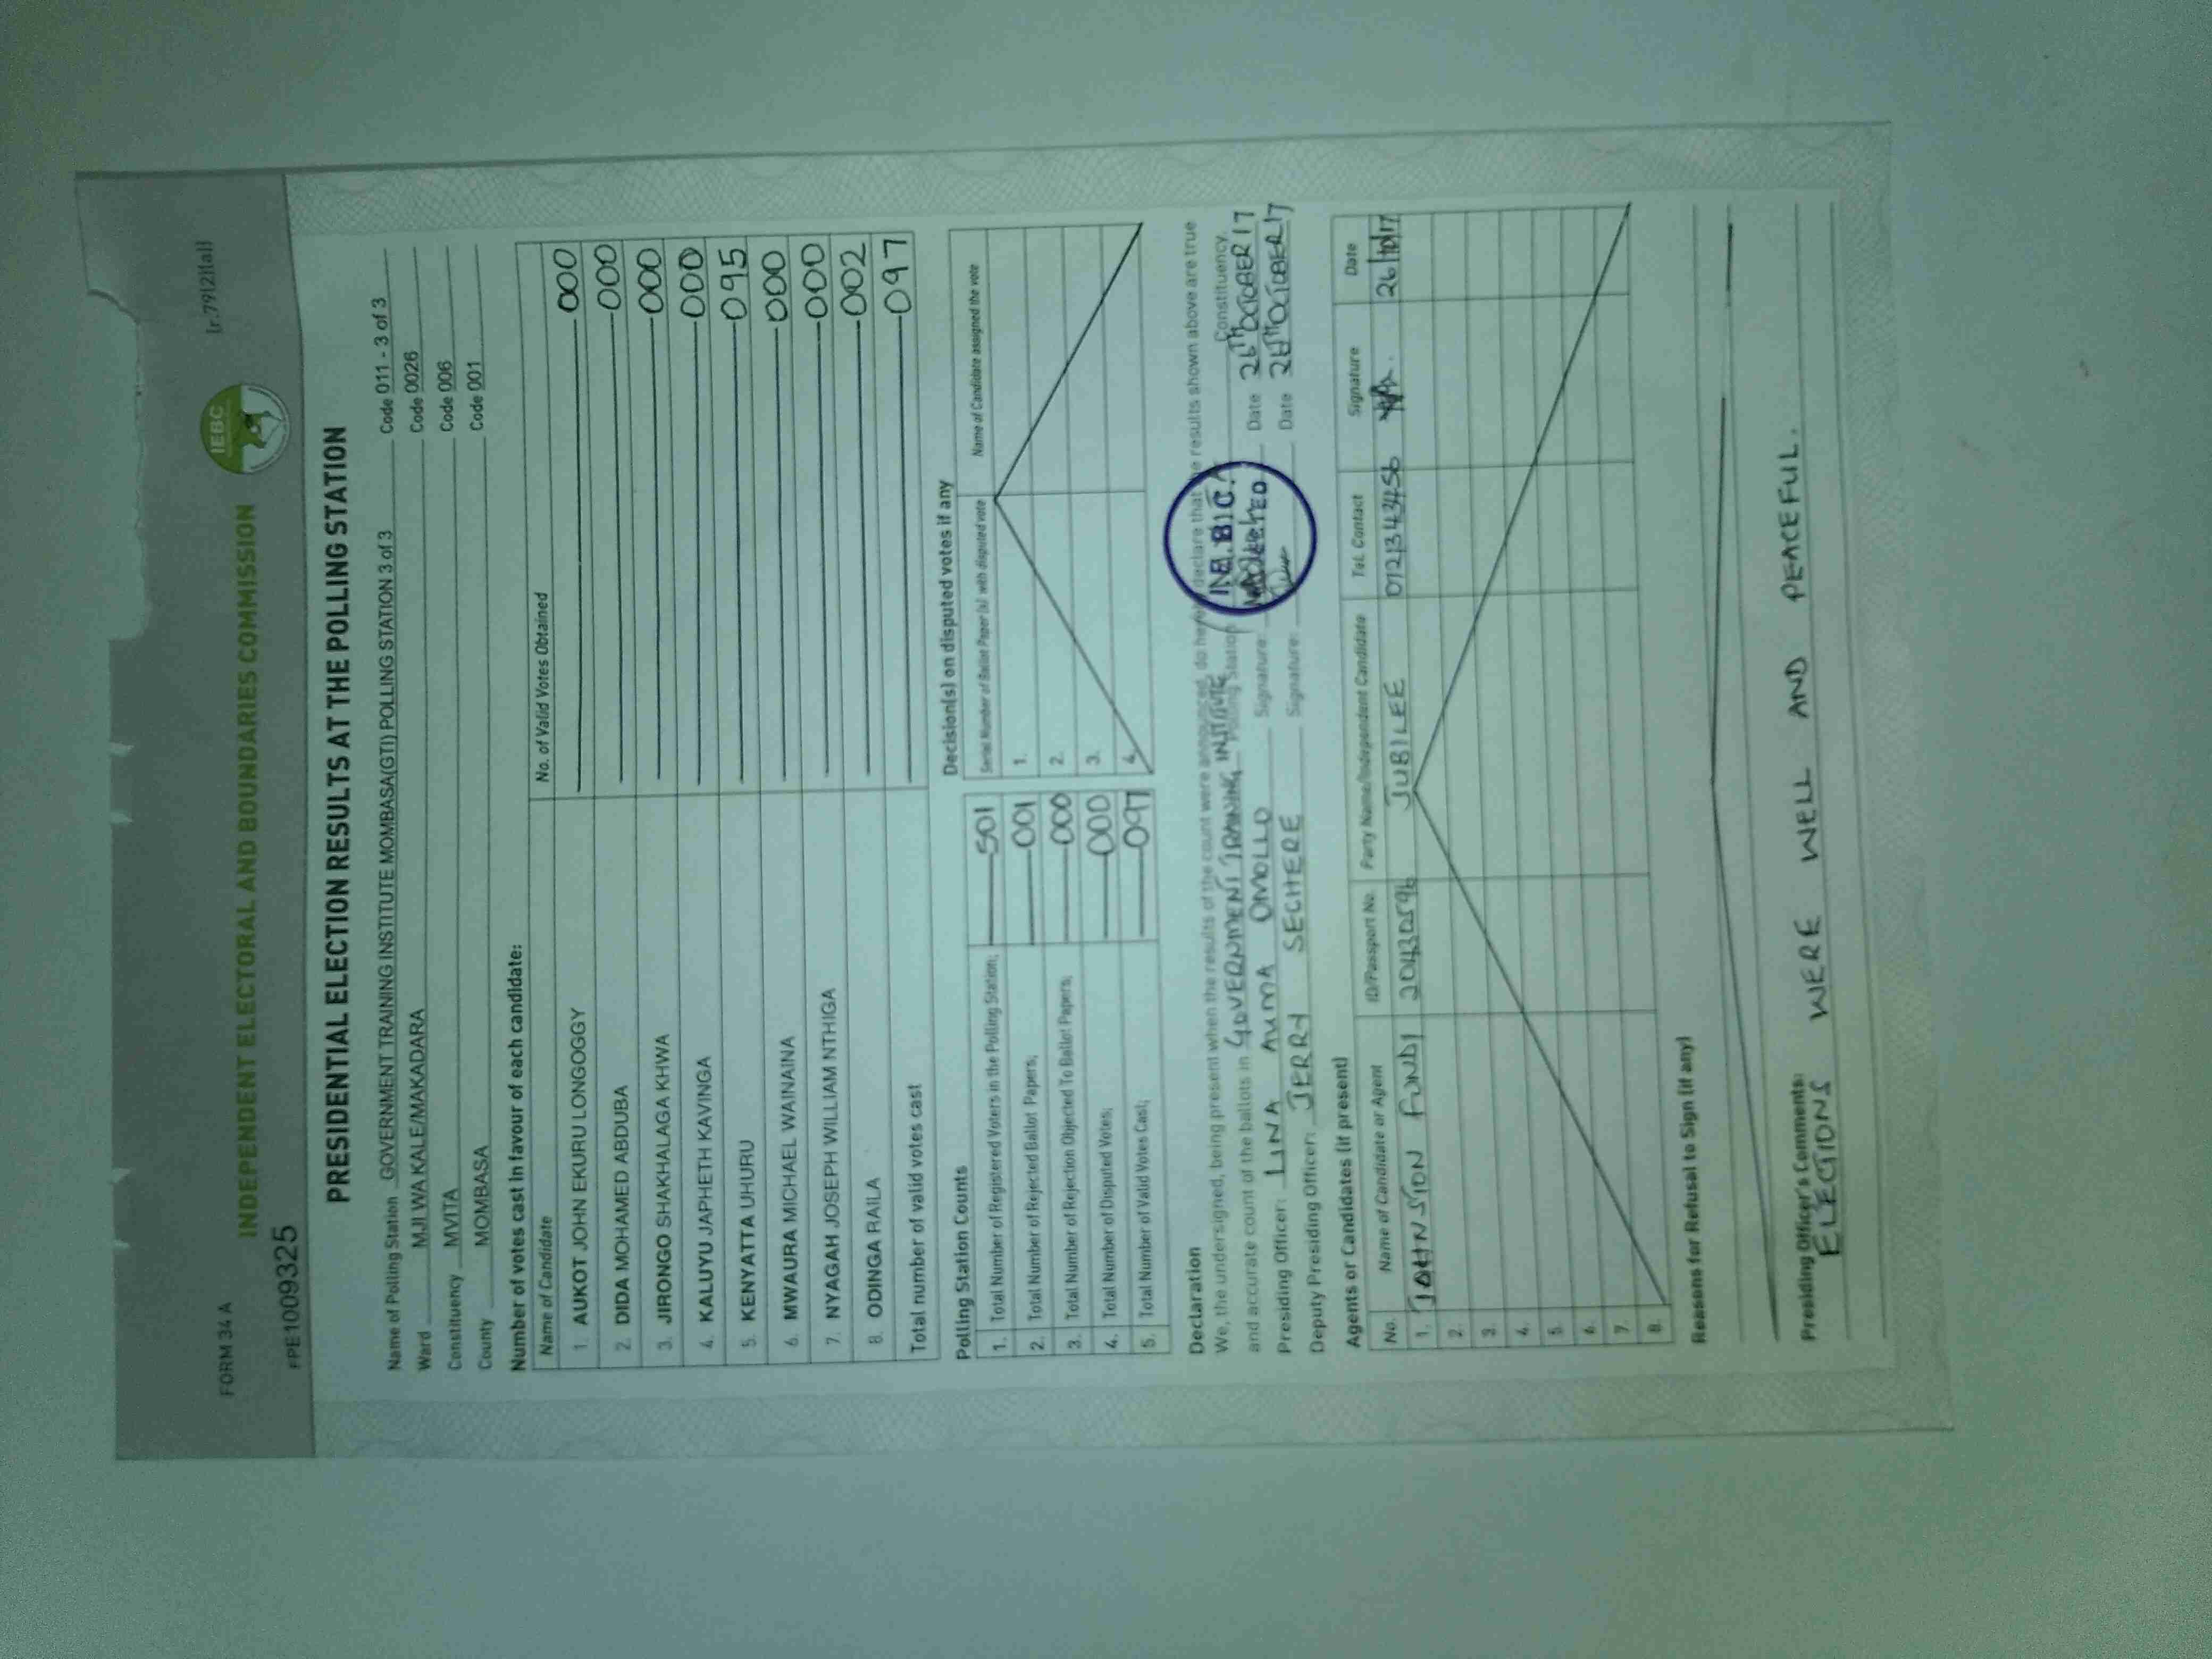 FORM 34 A
[r.79(2)(a)]
INDEPENDENT ELECTORAL AND BOUNDARIES COMMISSION
IEBC
PPE1009325
PRESIDENTIAL ELECTION RESULTS AT THE POLLING STATION
Name of Polling Station GOVERNMENT TRAINING INSTITUTE MOMBASA(GTI) POLLING STATION 3 of 3 Code 011 - 3 of 3
Ward MJI WA KALE/MAKADARA Code 0026
Constituency MVITA Code 006
County MOMBASA Code 001
Number of votes cast in favour of each candidate:
Name of Candidate No. of Valid Votes Obtained
1. AUKOT JOHN EKURU LONGOGGY 000
2. DIDA MOHAMED ABDUBA 000
3. JIRONGO SHAKHALAGA KHWA 000
4. KALUYU JAPHETH KAVINGA 000
5. KENYATTA UHURU 095
6. MWAURA MICHAEL WAINAINA 000
7. NYAGAH JOSEPH WILLIAM NTHIGA 000
8. ODINGA RAILA 002
Total number of valid votes cast 097
Polling Station Counts
1. Total Number of Registered Voters in the Polling Station; 501
2. Total Number of Rejected Ballot Papers; 001
3. Total Number of Rejection Objected To Ballot Papers; 000
4. Total Number of Disputed Votes; 000
5. Total Number of Valid Votes Cast; 097
Decision(s) on disputed votes if any
Serial Number of Ballot Paper (s) with disputed vote Name of Candidate assigned the vote
1.
2.
3.
4.
Declaration
We, the undersigned, being present when the results of the count were announced, do hereby declare that the results shown above are true
and accurate count of the ballots in GOVERNMENT TRAINING Polling Station Constituency.
Presiding Officer: LINA AUMA OMOLLO Signature: Date 26TH OCTOBER 17
Deputy Presiding Officer: JERRY SECHERE Signature: Date OCTOBER 17
Agents or Candidates (if present)
No. Name of Candidate or Agent ID/Passport No. Party Name/Independent Candidate Tel. Contact Signature Date
1. JOHNSTON FUNDI JUBILEE 26/10/17
2.
3.
4.
5.
6.
7.
8.
Reasons for Refusal to Sign (if any)
Presiding Officer's Comments:
ELECTIONS WERE WELL AND PEACEFUL.